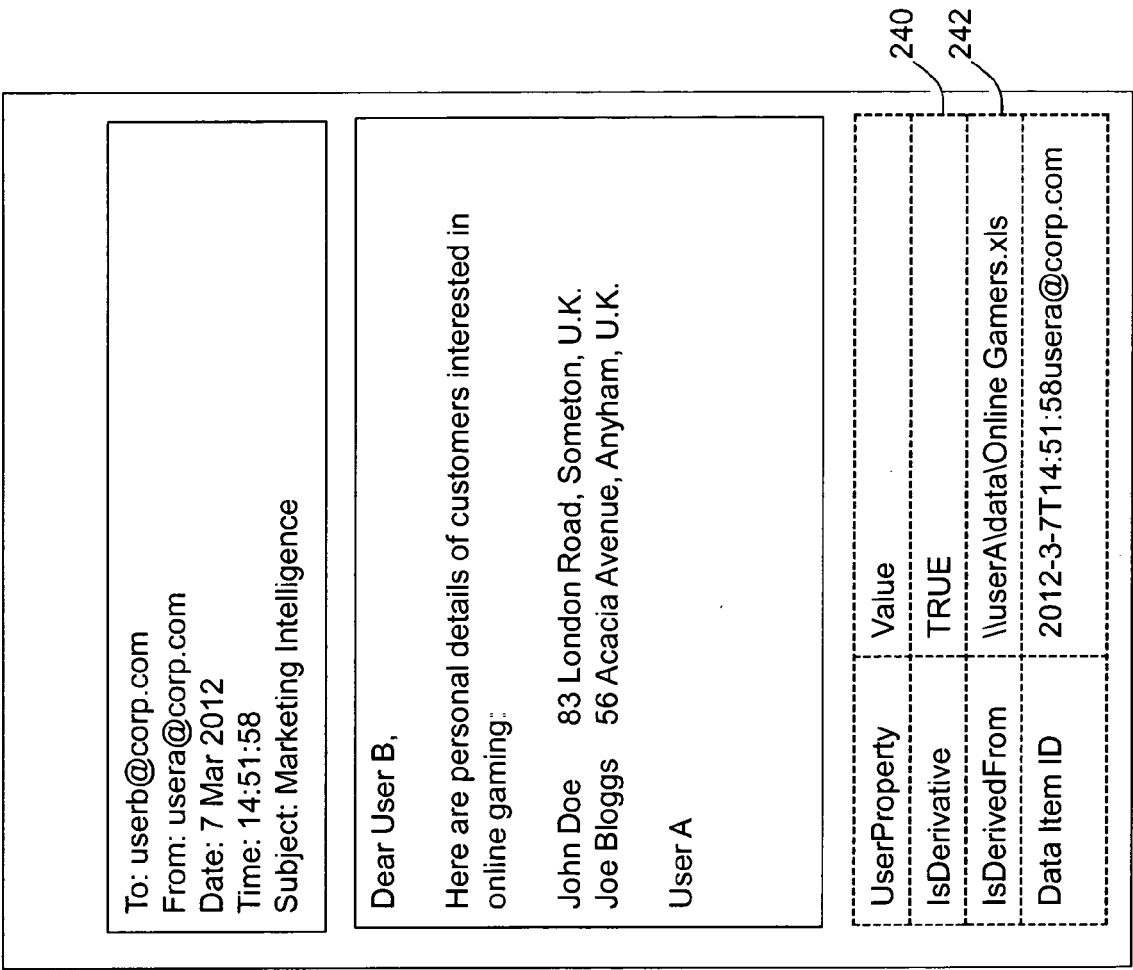 To: userb@corp.com
From: usera@corp.com
Date: 7 Mar 2012
Time: 14:51:58
Subject: Marketing Intelligence
Dear User B,
Here are personal details of customers interested in
online gaming:
John Doe 83 London Road, Someton, U.K.
Joe Bloggs 56 Acacia Avenue, Anyham, U.K.
User A
UserProperty Value
IsDerivative TRUE 240
IsDerivedFrom \\userA\data\Online Gamers.xls 242
Data Item ID 2012-3-7T14:51:58usera@corp.com